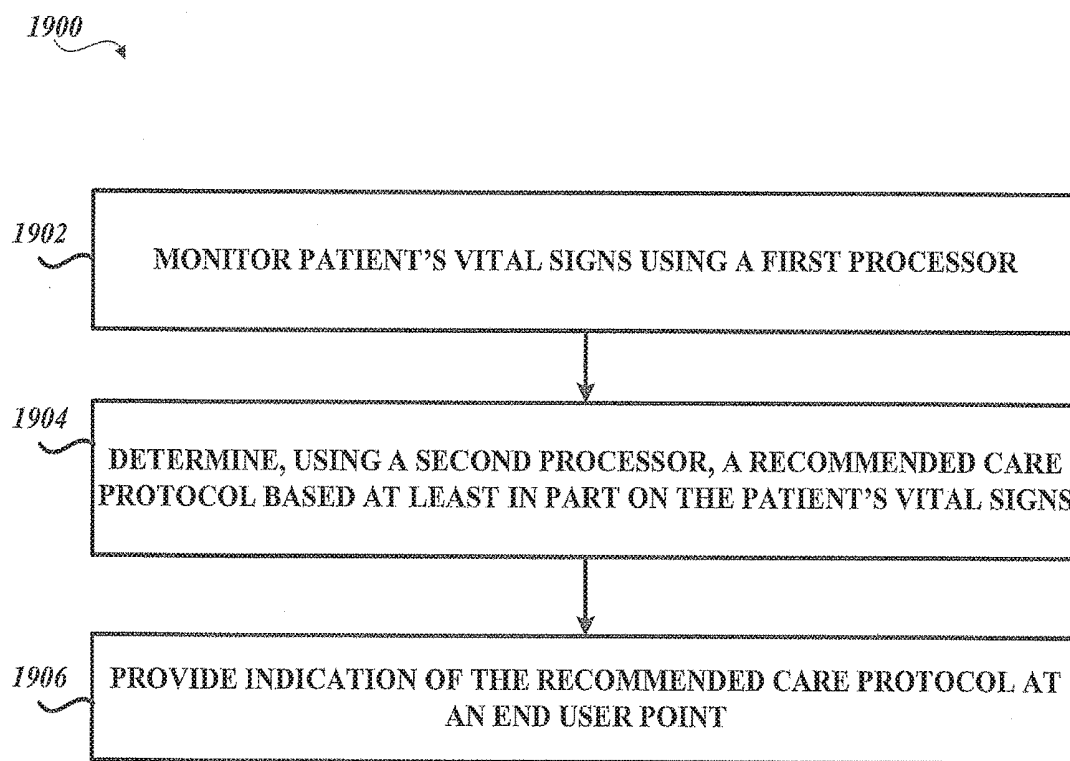 1900
1902
MONITOR PATIENT'S VITAL SIGNS USING A FIRST PROCESSOR
1904
DETERMINE, USING A SECOND PROCESSOR, A RECOMMENDED CARE
PROTOCOL BASED AT LEAST IN PART ON THE PATIENT'S VITAL SIGNS
1906
PROVIDE INDICATION OF THE RECOMMENDED CARE PROTOCOL AT
AN END USER POINT